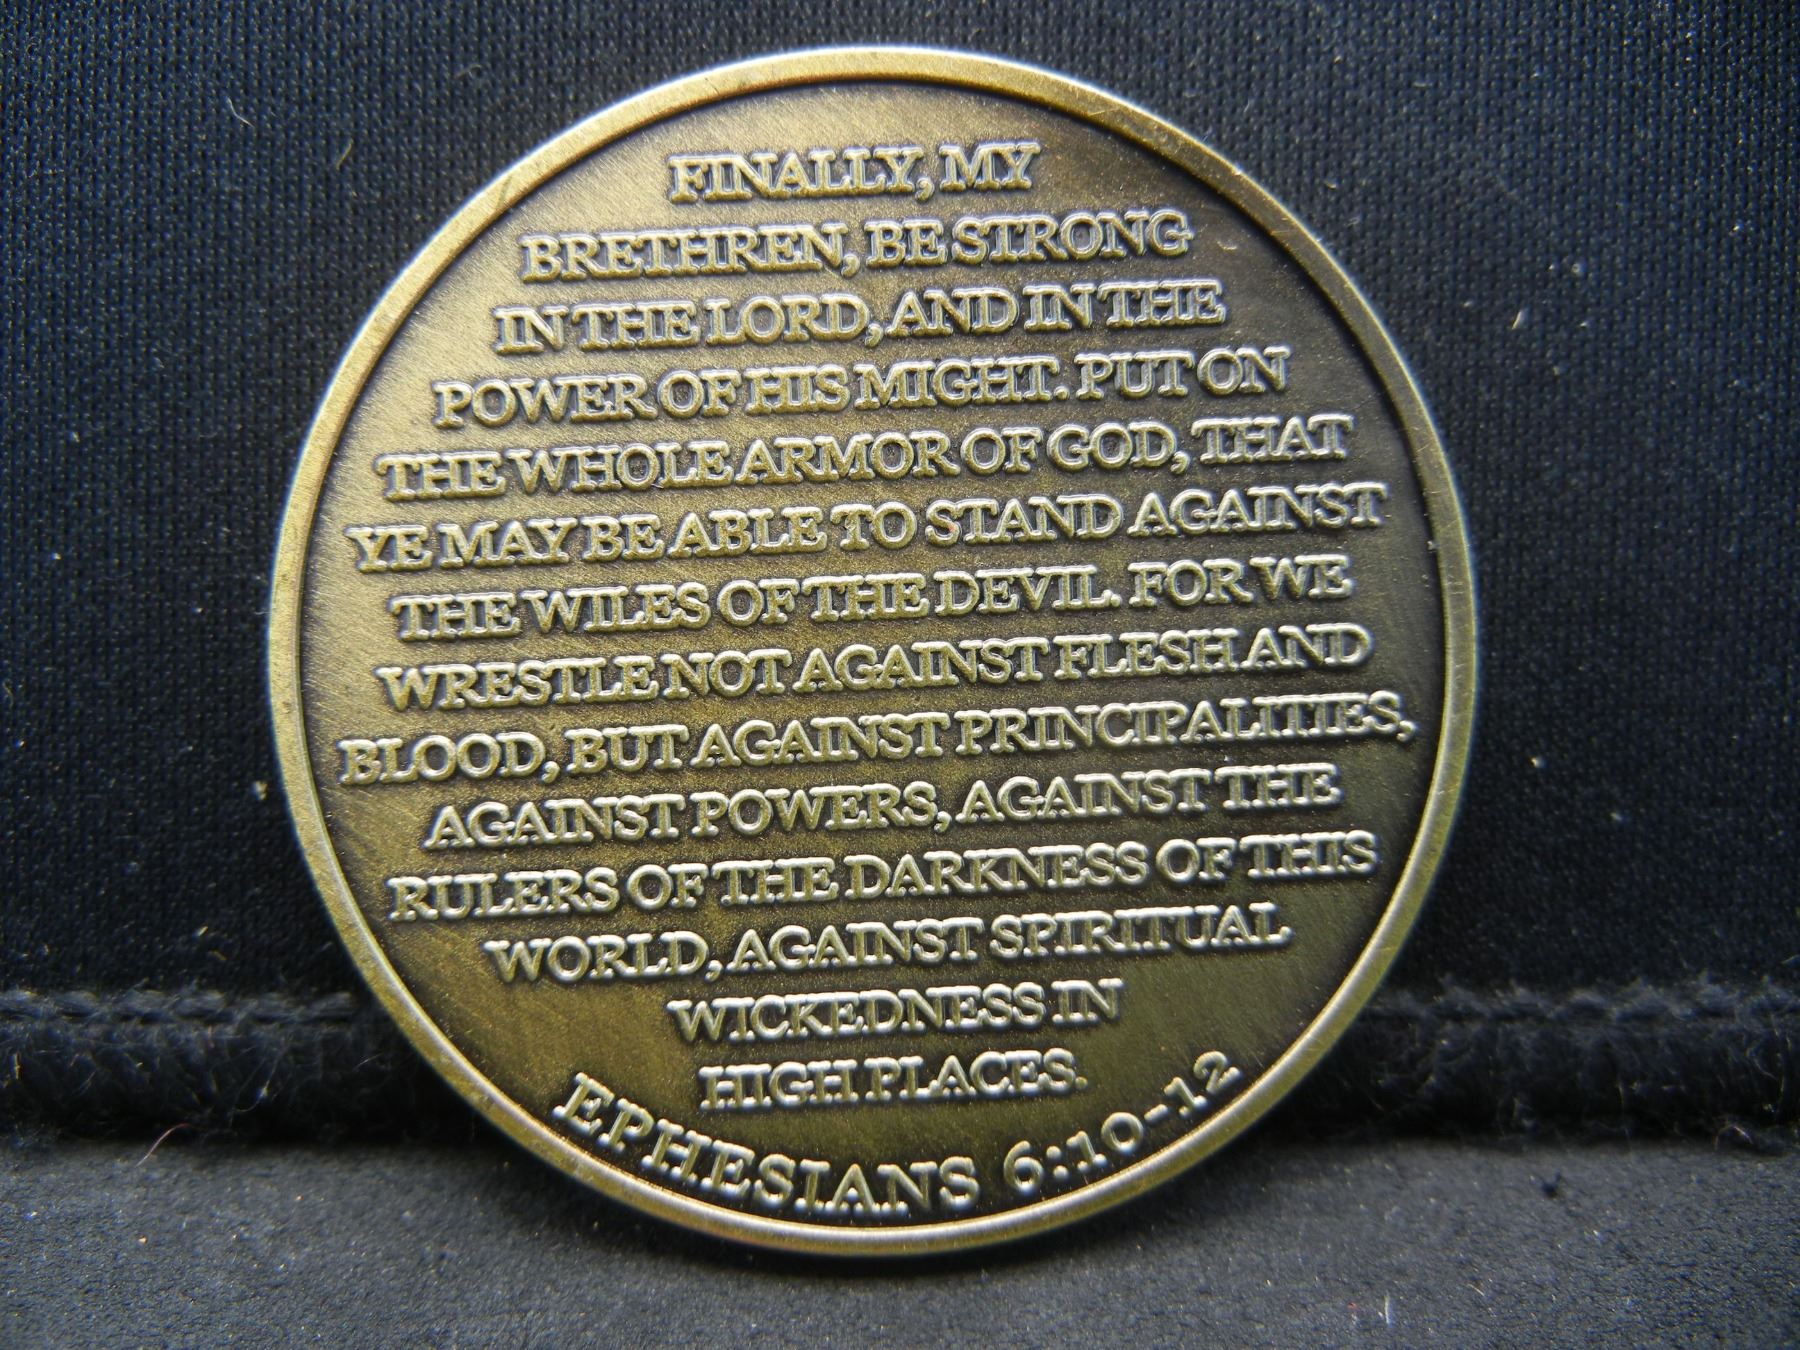 FINALLY, MY
BRETHREN, BE STRONG
IN THE LORD, AND IN THE
POWER OF HIS MIGHT. PUT ON
THE WHOLE ARMOR OF GOD, THAT
YE MAY BE ABLE TO STAND AGAINST
THE WILES OF THE DEVIL. FOR WE
WRESTLE NOT AGAINST FLESH AND
BLOOD, BUT AGAINST PRINCIPALITIES,
AGAINST POWERS, AGAINST THE
RULERS OF THE DARKNESS OF THIS
WORLD, AGAINST SPIRITUAL
WICKEDNESS IN
HIGH PLACES.
EPHESIANS 6:10-12